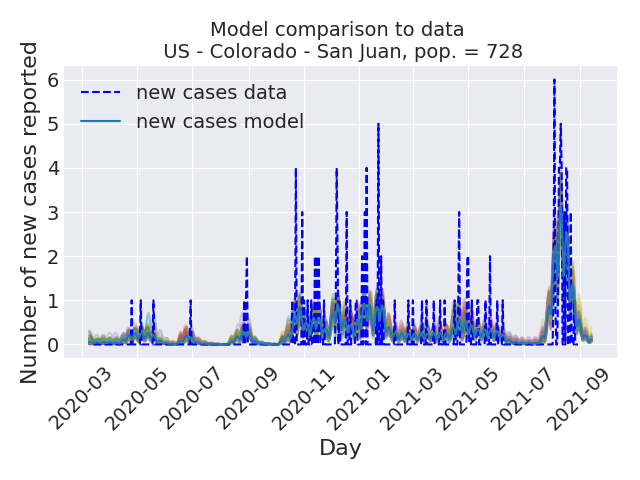 Model comparison to data
US - Colorado - San Juan, pop. = 728
Number of new cases reported
6
5
4
3
2
1
0
new cases data
new cases model
2020-03
2020-05
2020-07
2020-09
2020-11
2021-01
2021-03
2021-05
2021-07
2021-09
Day